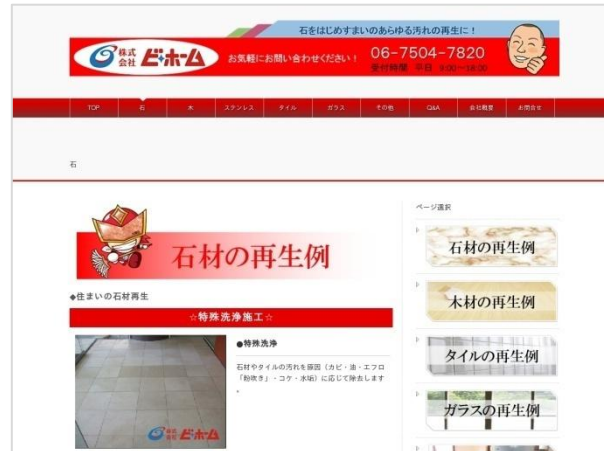 石をはじめすまいのあらゆる汚れの再生に！
株式会社 ビ・ホーム
お気軽にお問い合わせください！
06-7504-7820
受付時間 平日 9:00〜18:00
TOP 石 木 ステンレス タイル ガラス その他 Q&A 会社概要 お問合せ
石
ページ選択
石材の再生例
石材の再生例
木材の再生例
タイルの再生例
ガラスの再生例
◆住まいの石材再生
☆特殊洗浄施工☆
●特殊洗浄
石材やタイルの汚れを原因（カビ・油・エフロ
「粉吹き」・コケ・水垢）に応じて除去します
。
株式会社 ビ・ホーム